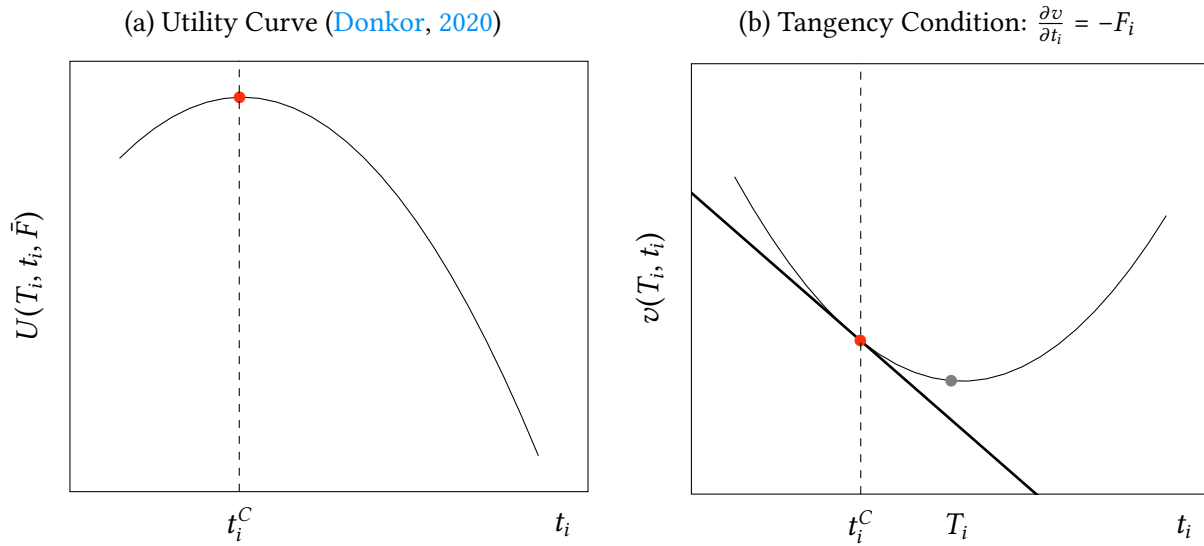 (a) Utility Curve (Donkor, 2020)
U(T_i, t_i, F̄)
t_i^C
t_i
(b) Tangency Condition: ∂v/∂t_i = −F_i
v(T_i, t_i)
t_i^C
T_i
t_i